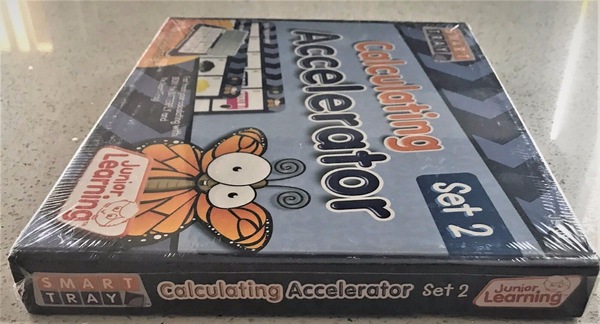 SMART
TRAY
Calculating
Accelerator
Set 2
Junior
Learning
SMART
TRAY
Calculating Accelerator Set 2
Junior
Learning